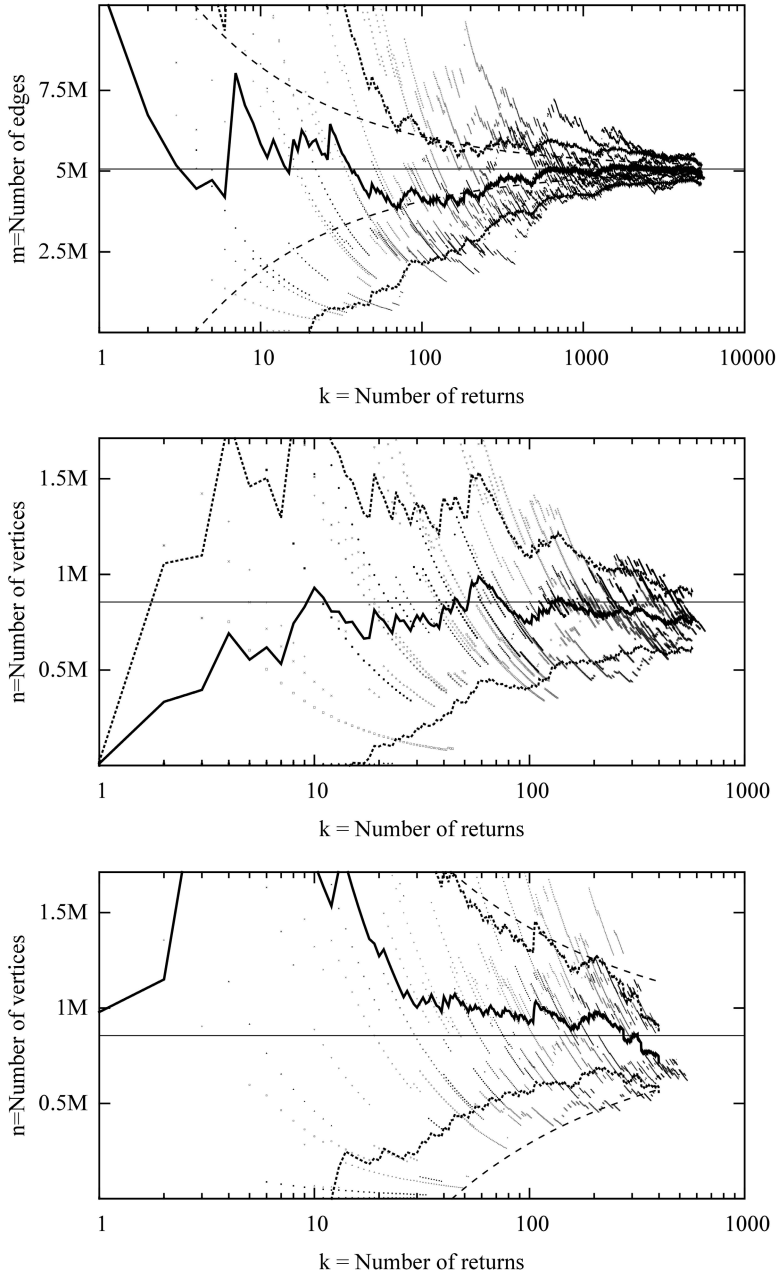 m=Number of edges
7.5M
5M
2.5M
1 10 100 1000 10000
k = Number of returns
n=Number of vertices
1.5M
1M
0.5M
1 10 100 1000
k = Number of returns
n=Number of vertices
1.5M
1M
0.5M
1 10 100 1000
k = Number of returns